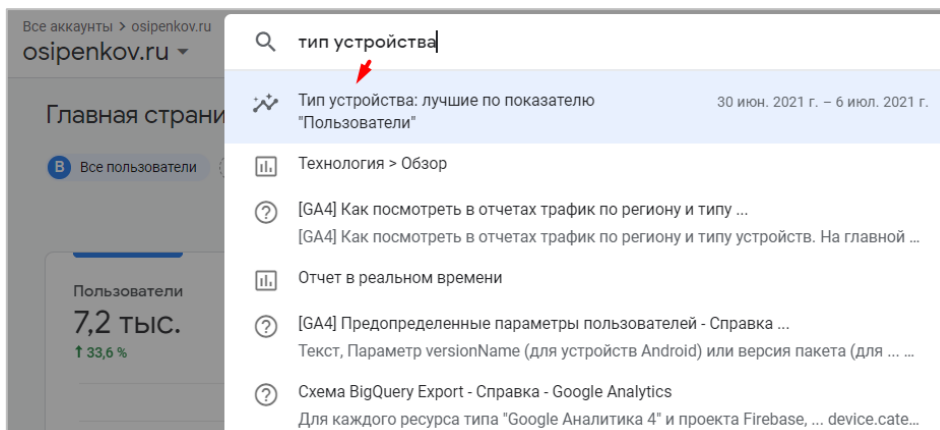 Все аккаунты > osipenkov.ru
osipenkov.ru
тип устройства
Тип устройства: лучшие по показателю
"Пользователи"
30 июн. 2021 г. – 6 июл. 2021 г.
Главная страни
В Все пользователи
Технология > Обзор
[GA4] Как посмотреть в отчетах трафик по региону и типу ...
[GA4] Как посмотреть в отчетах трафик по региону и типу устройств. На главной ...
Отчет в реальном времени
Пользователи
7,2 тыс.
33,6 %
[GA4] Предопределенные параметры пользователей - Справка ...
Текст, Параметр versionName (для устройств Android) или версия пакета (для ... ...
Схема BigQuery Export - Справка - Google Analytics
Для каждого ресурса типа "Google Аналитика 4" и проекта Firebase, ... device.cate...